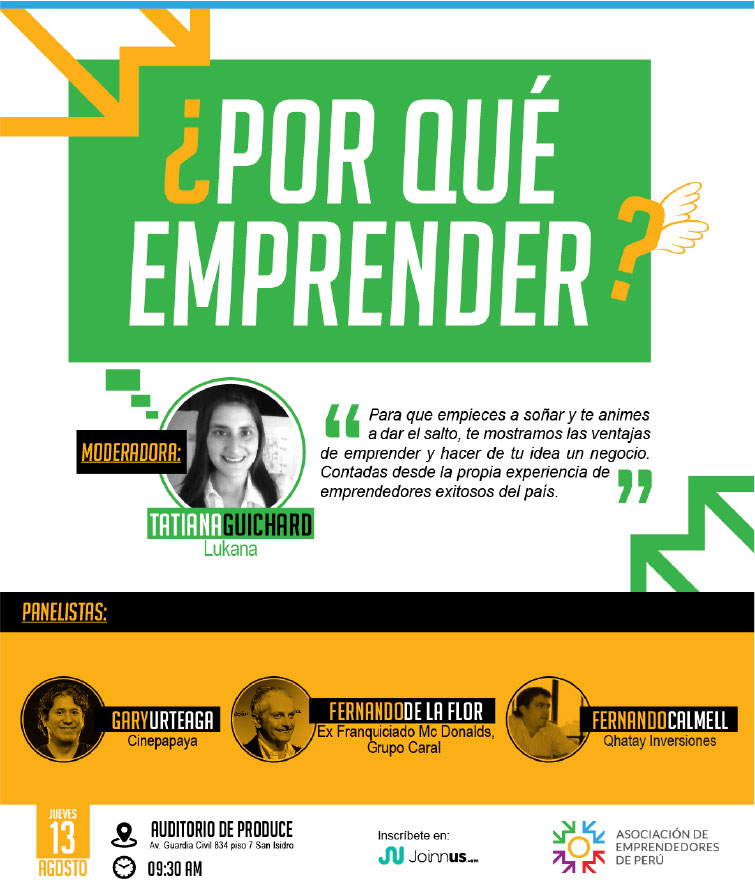 ¿POR QUÉ
EMPRENDER?
MODERADORA:
TATIANAGUICHARD
Lukana
“ Para que empieces a soñar y te animes
a dar el salto, te mostramos las ventajas
de emprender y hacer de tu idea un negocio.
Contadas desde la propia experiencia de
emprendedores exitosos del país. ”
PANELISTAS:
GARYURTEAGA
Cinepapaya
FERNANDODE LA FLOR
Ex Franquiciado Mc Donalds,
Grupo Caral
FERNANDOCALMELL
Qhatay Inversiones
JUEVES
13
AGOSTO
AUDITORIO DE PRODUCE
Av. Guardia Civil 834 piso 7 San Isidro
09:30 AM
Inscríbete en:
Joinnus.com
ASOCIACIÓN DE
EMPRENDEDORES
DE PERÚ